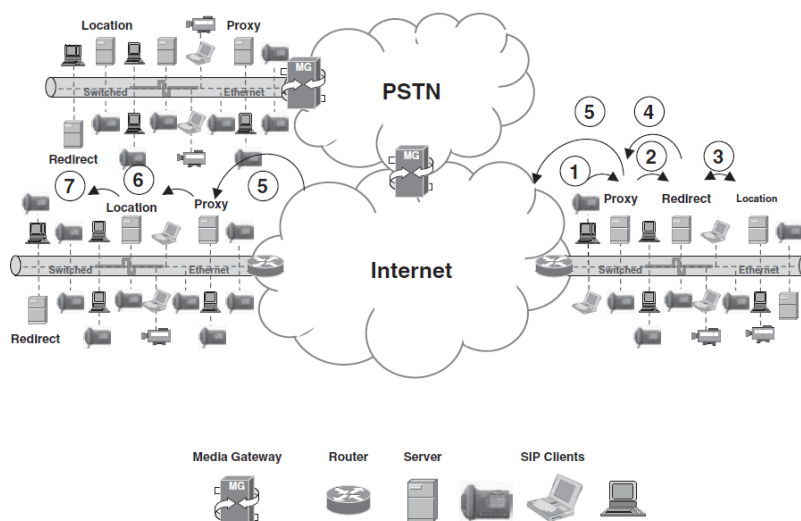 Location Proxy
MG
Switched Ethernet
PSTN
Redirect
MG
5 4
7 6 5 1 2 3
Location Proxy
Proxy Redirect Location
Switched Ethernet
Internet
Switched Ethernet
Redirect
Media Gateway Router Server SIP Clients
MG